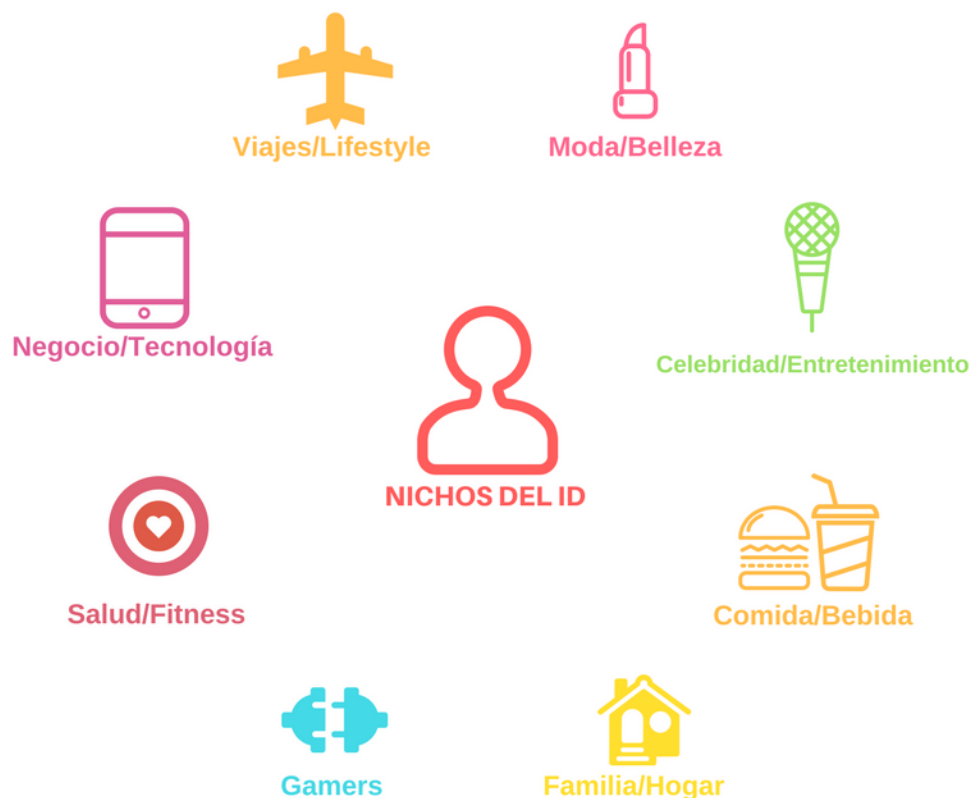 Viajes/Lifestyle
Moda/Belleza
Negocio/Tecnología
Celebridad/Entretenimiento
NICHOS DEL ID
Salud/Fitness
Comida/Bebida
Gamers
Familia/Hogar